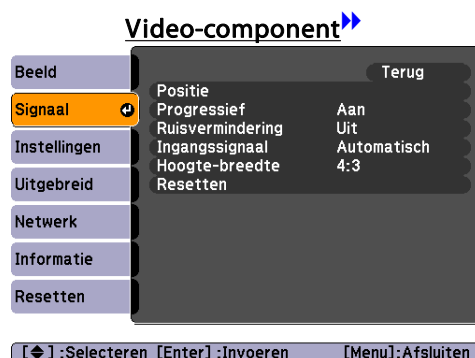 Video-component
Beeld
Signaal
Instellingen
Uitgebreid
Netwerk
Informatie
Resetten
Terug
Positie
Progressief Aan
Ruisvermindering Uit
Ingangssignaal Automatisch
Hoogte-breedte 4:3
Resetten
[◆] :Selecteren [Enter] :Invoeren [Menu]:Afsluiten